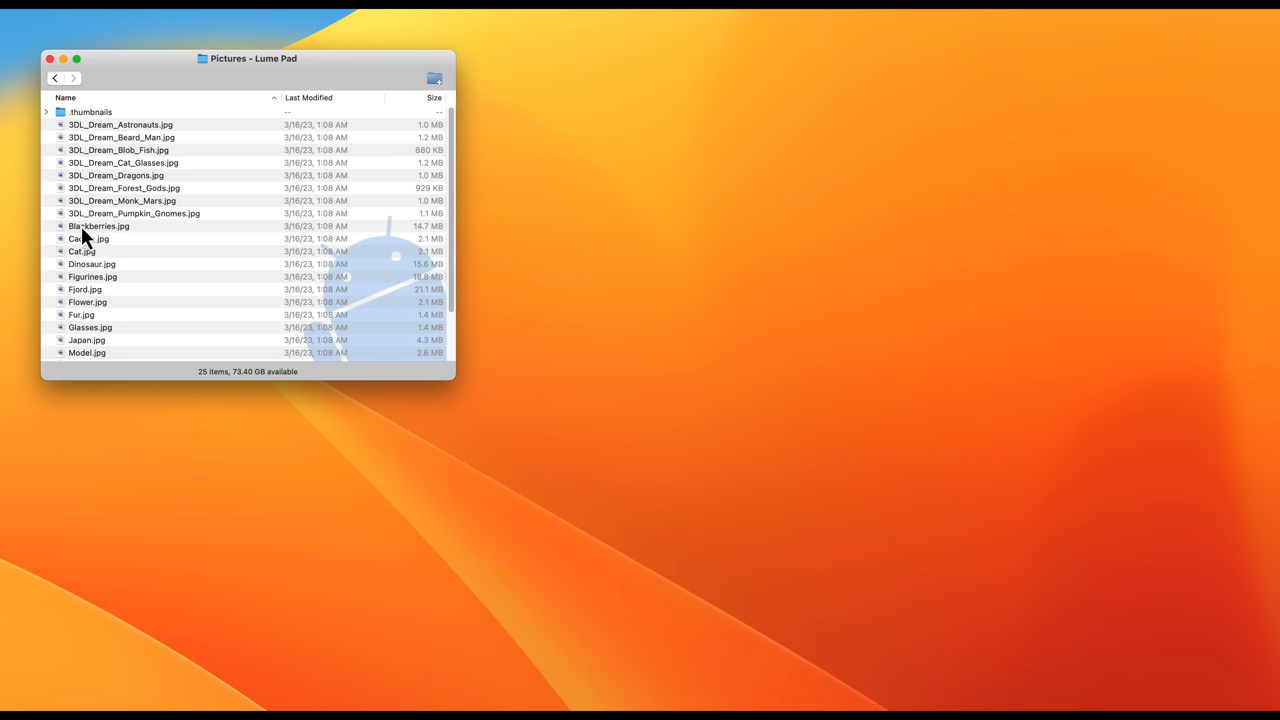 Pictures - Lume Pad
Name Last Modified Size
.thumbnails -- --
3DL_Dream_Astronauts.jpg 3/16/23, 1:08 AM 1.0 MB
3DL_Dream_Beard_Man.jpg 3/16/23, 1:08 AM 1.2 MB
3DL_Dream_Blob_Fish.jpg 3/16/23, 1:08 AM 880 KB
3DL_Dream_Cat_Glasses.jpg 3/16/23, 1:08 AM 1.2 MB
3DL_Dream_Dragons.jpg 3/16/23, 1:08 AM 1.0 MB
3DL_Dream_Forest_Gods.jpg 3/16/23, 1:08 AM 929 KB
3DL_Dream_Monk_Mars.jpg 3/16/23, 1:08 AM 1.0 MB
3DL_Dream_Pumpkin_Gnomes.jpg 3/16/23, 1:08 AM 1.1 MB
Blackberries.jpg 3/16/23, 1:08 AM 14.7 MB
3/16/23, 1:08 AM 2.1 MB
Cat.jpg 3/16/23, 1:08 AM 2.1 MB
Dinosaur.jpg 3/16/23, 1:08 AM 15.6 MB
Figurines.jpg 3/16/23, 1:08 AM 18.8 MB
Fjord.jpg 3/16/23, 1:08 AM 21.1 MB
Flower.jpg 3/16/23, 1:08 AM 2.1 MB
Fur.jpg 3/16/23, 1:08 AM 1.4 MB
Glasses.jpg 3/16/23, 1:08 AM 1.4 MB
Japan.jpg 3/16/23, 1:08 AM 4.3 MB
Model.jpg 3/16/23, 1:08 AM 2.6 MB
25 items, 73.40 GB available